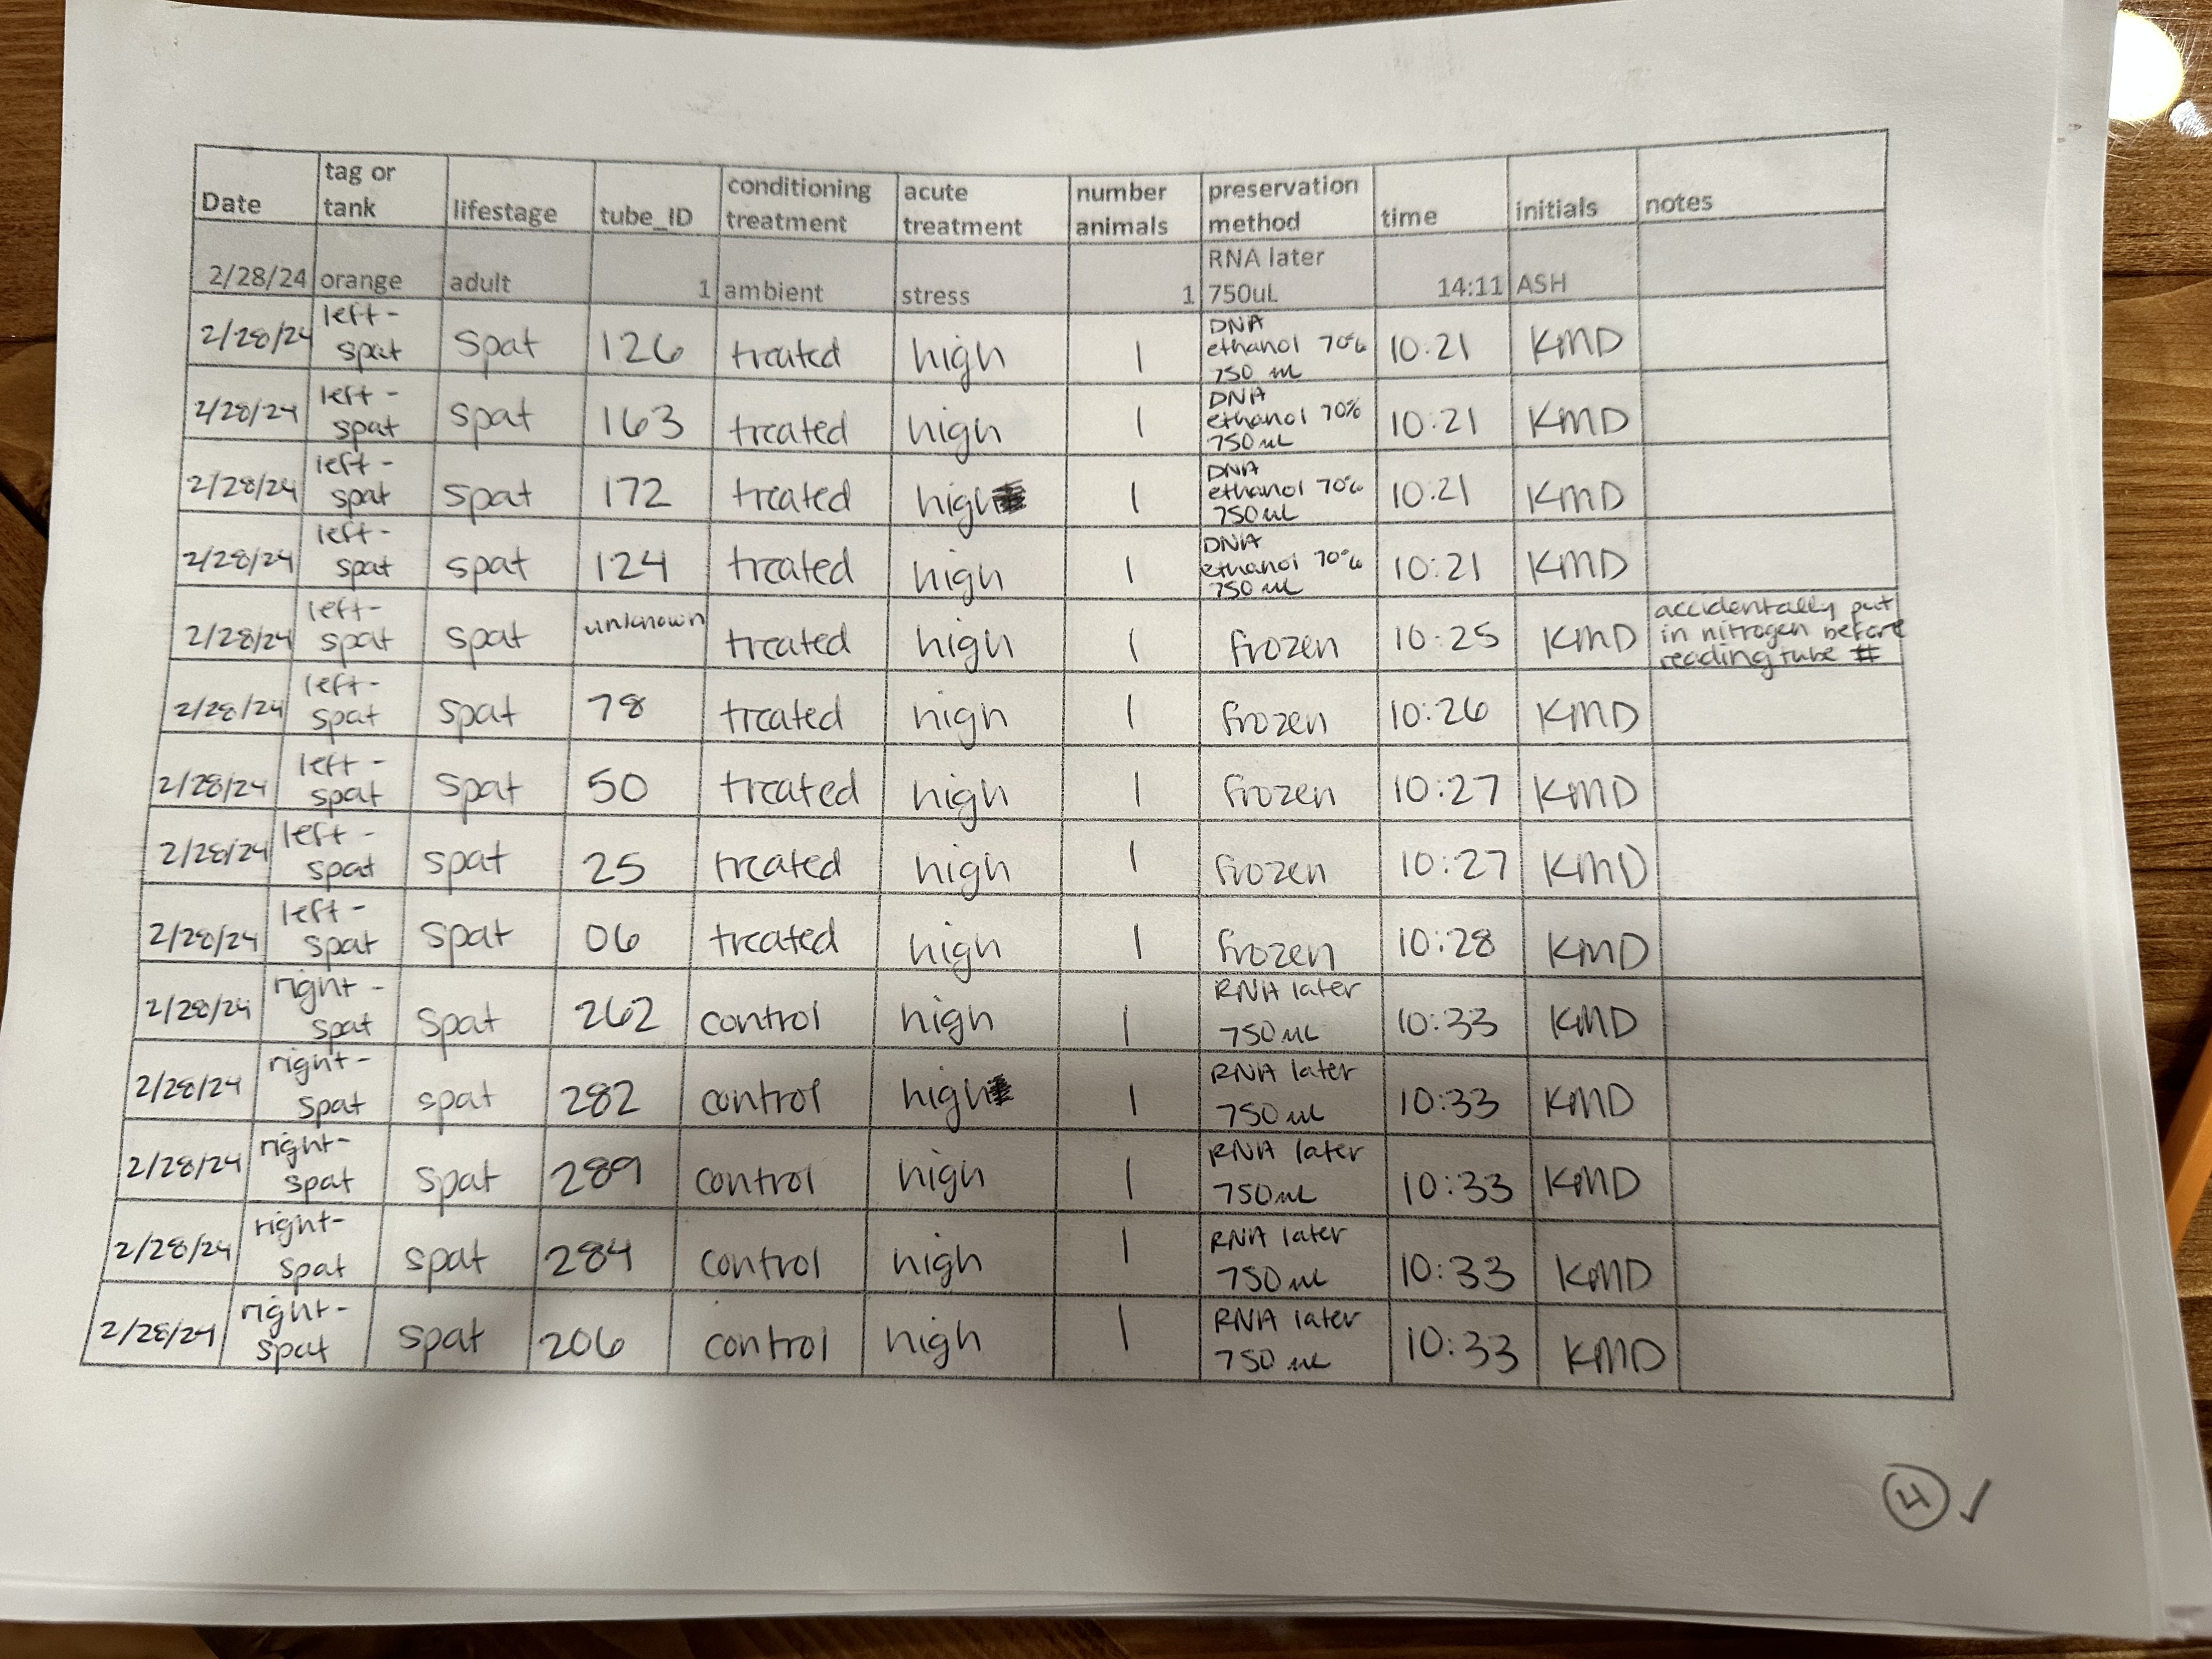 Date tag or tank lifestage tube_ID conditioning treatment acute treatment number animals preservation method time initials notes
2/28/24 orange adult 1 ambient stress 1 RNA later 750uL 14:11 ASH
2/28/24 left - spat spat 126 treated high 1 DNA ethanol 70% 750 uL 10:21 KMD
2/28/24 left - spat spat 163 treated high 1 DNA ethanol 70% 750 uL 10:21 KMD
2/28/24 left - spat spat 172 treated high 1 DNA ethanol 70% 750 uL 10:21 KMD
2/28/24 left - spat spat 124 treated high 1 DNA ethanol 70% 750 uL 10:21 KMD
2/28/24 left - spat spat unknown treated high 1 frozen 10:25 KMD accidentally put in nitrogen before reading tube #
2/28/24 left - spat spat 78 treated high 1 frozen 10:26 KMD
2/28/24 left - spat spat 50 treated high 1 frozen 10:27 KMD
2/28/24 left - spat spat 25 treated high 1 frozen 10:27 KMD
2/28/24 left - spat spat 06 treated high 1 frozen 10:28 KMD
2/28/24 right - spat spat 262 control high 1 RNA later 750 uL 10:33 KMD
2/28/24 right - spat spat 282 control high 1 RNA later 750 uL 10:33 KMD
2/28/24 right - spat spat 289 control high 1 RNA later 750 uL 10:33 KMD
2/28/24 right - spat spat 284 control high 1 RNA later 750 uL 10:33 KMD
2/28/24 right - spat spat 206 control high 1 RNA later 750 uL 10:33 KMD
4